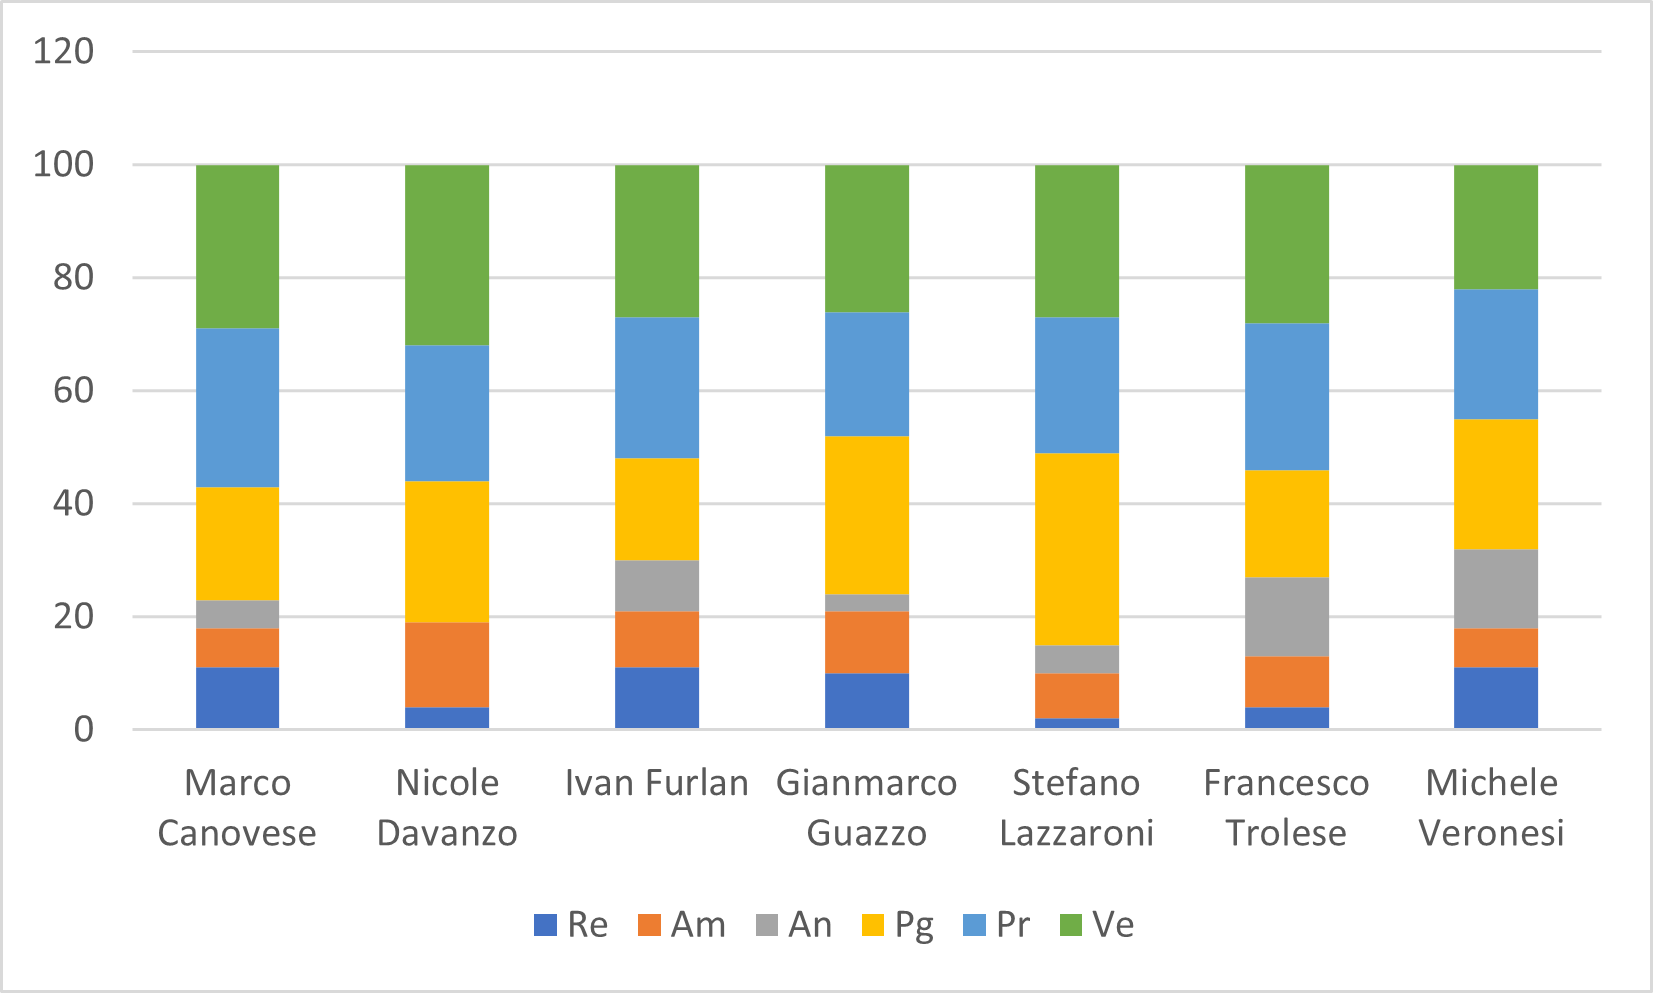 120
100
80
60
40
20
0
Marco Canovese
Nicole Davanzo
Ivan Furlan
Gianmarco Guazzo
Stefano Lazzaroni
Francesco Trolese
Michele Veronesi
Re Am An Pg Pr Ve